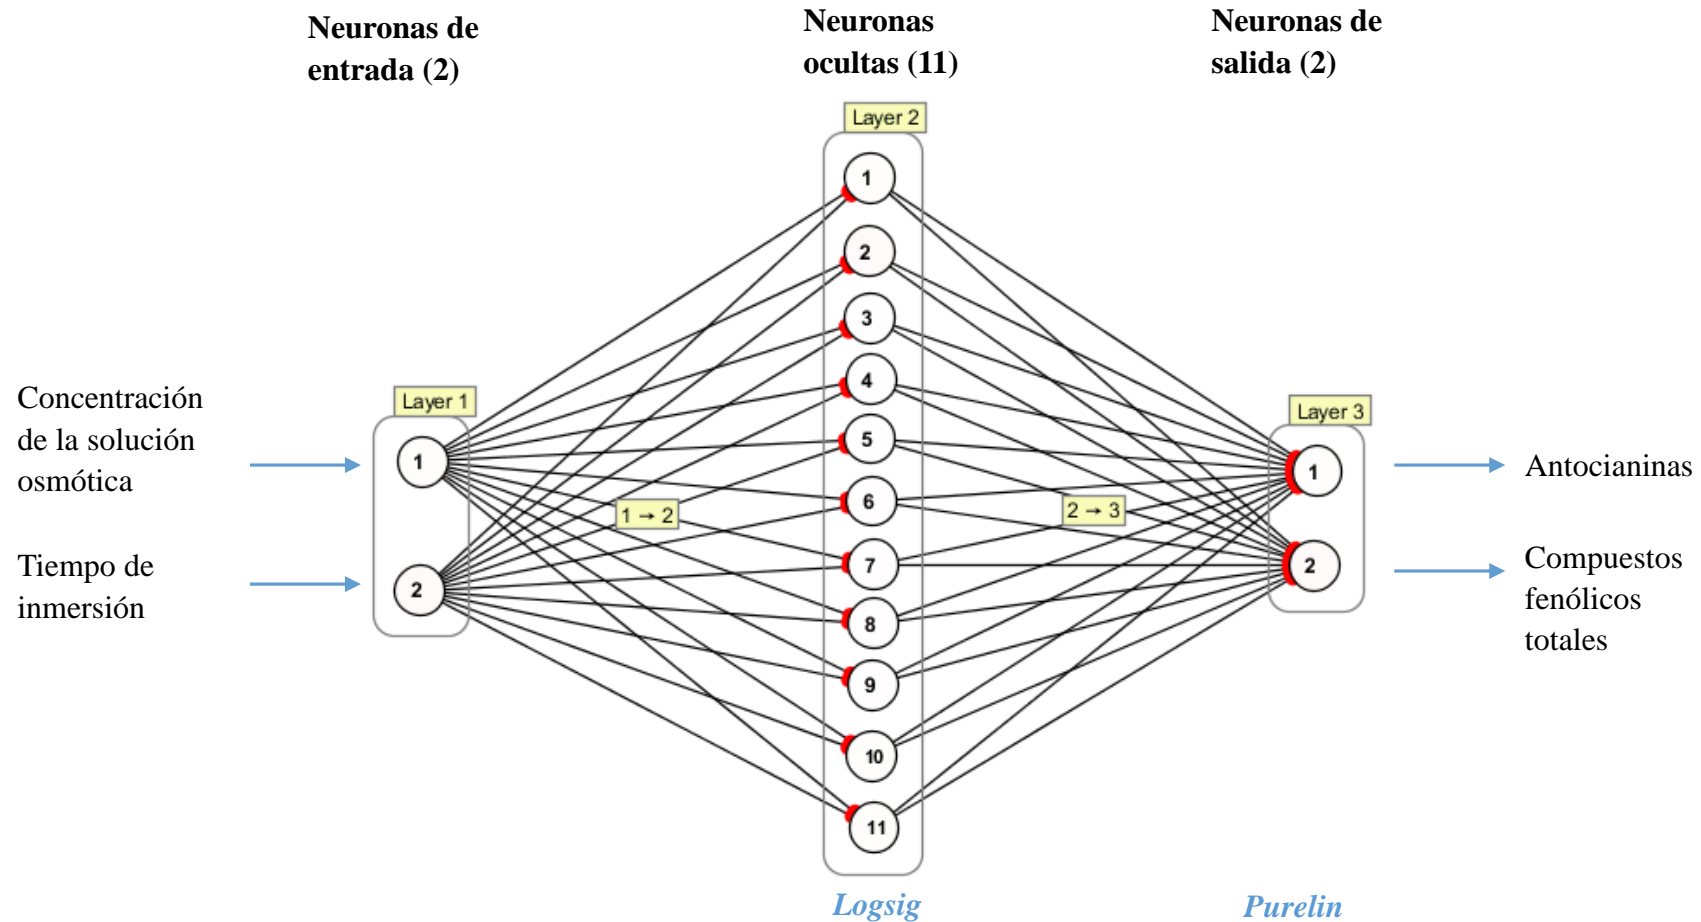 Neuronas de
entrada (2)
Neuronas
ocultas (11)
Neuronas de
salida (2)
Concentración
de la solución
osmótica
Tiempo de
inmersión
Layer 1
1
2
1 → 2
Layer 2
1
2
3
4
5
6
7
8
9
10
11
Logsig
2 → 3
Layer 3
1
2
Purelin
Antocianinas
Compuestos
fenólicos
totales